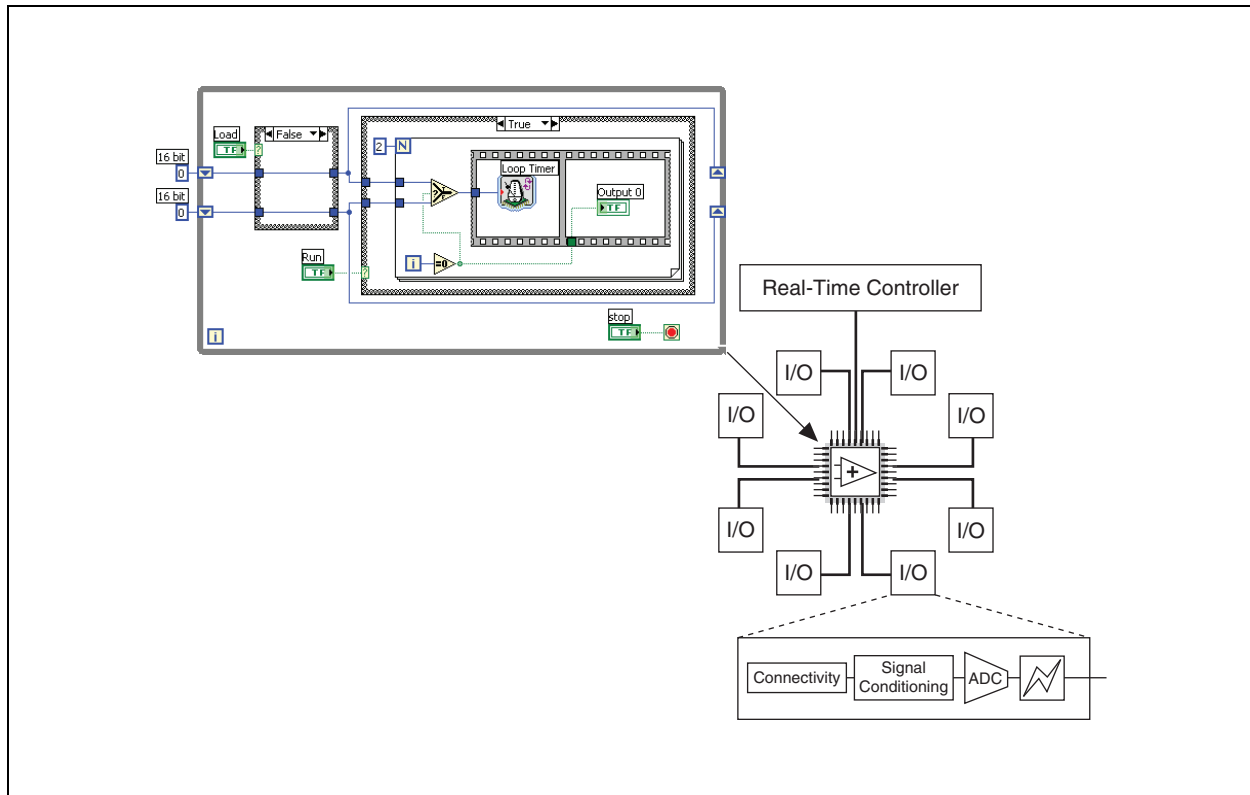 Load
TF
?
False
16 bit
0
16 bit
0
True
2
N
?
Loop Timer
Output 0
TF
Run
TF
?
i
=0
stop
TF
i
Real-Time Controller
I/O
I/O
I/O
I/O
+
I/O
I/O
I/O
I/O
Connectivity
Signal
Conditioning
ADC